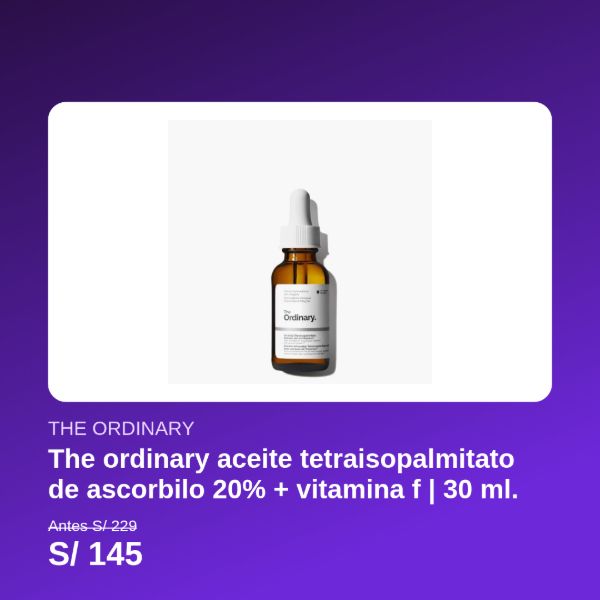 The
Ordinary.
THE ORDINARY
The ordinary aceite tetraisopalmitato
de ascorbilo 20% + vitamina f | 30 ml.
Antes S/ 229
S/ 145